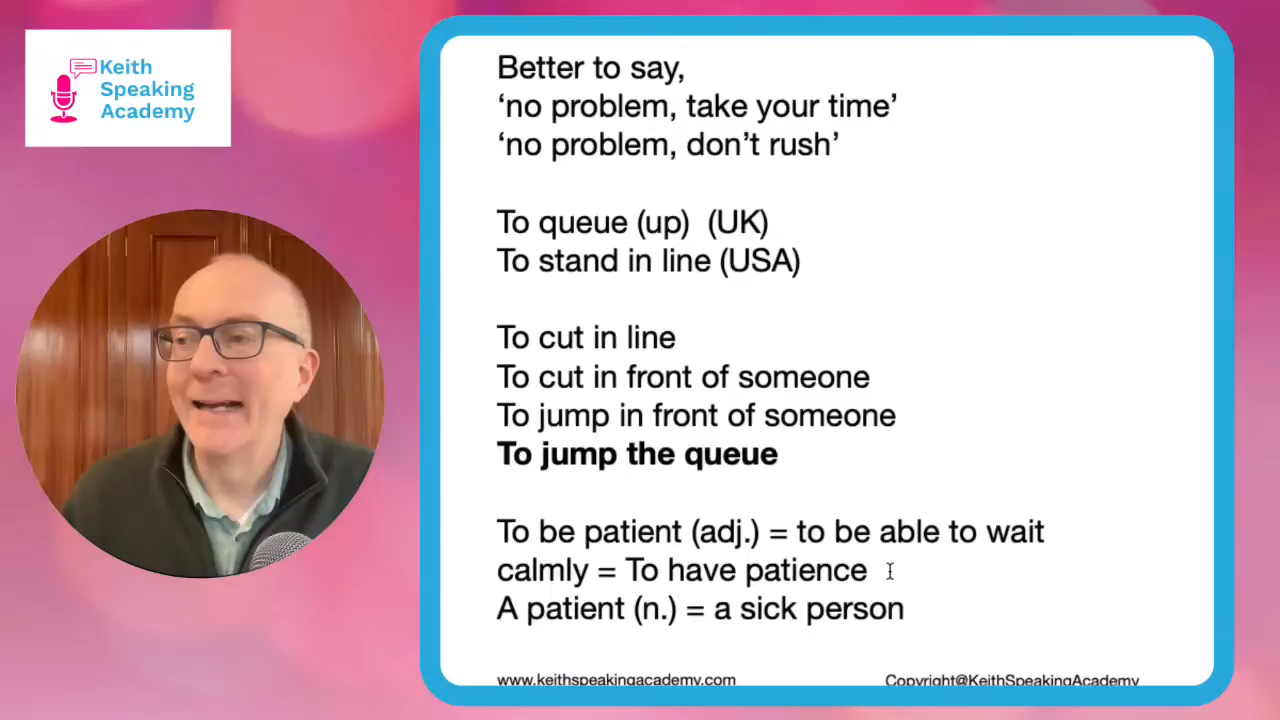 Keith
Speaking
Academy
Better to say,
‘no problem, take your time’
‘no problem, don’t rush’
To queue (up)  (UK)
To stand in line (USA)
To cut in line
To cut in front of someone
To jump in front of someone
To jump the queue
To be patient (adj.) = to be able to wait
calmly = To have patience
A patient (n.) = a sick person
www.keithspeakingacademy.com
Copyright@KeithSpeakingAcademy